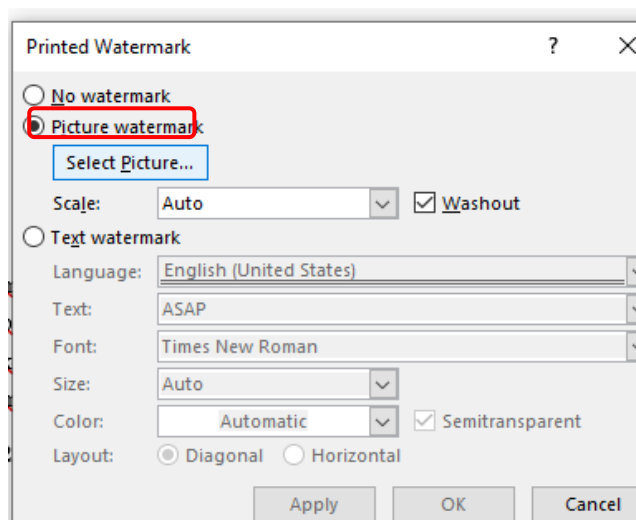 Printed Watermark ?
No watermark
Picture watermark
Select Picture...
Scale: Auto Washout
Text watermark
Language: English (United States)
Text: ASAP
Font: Times New Roman
Size: Auto
Color: Automatic Semitransparent
Layout: Diagonal Horizontal
Apply OK Cancel